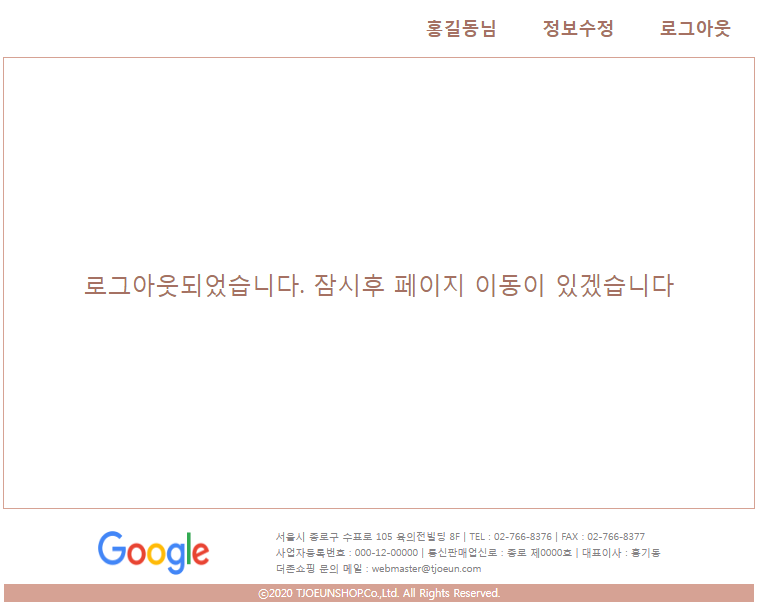 홍길동님 정보수정 로그아웃
로그아웃되었습니다. 잠시후 페이지 이동이 있겠습니다
Google
서울시 종로구 수표로 105 육의전빌딩 8F | TEL : 02-766-8376 | FAX : 02-766-8377
사업자등록번호 : 000-12-00000 | 통신판매업신로 : 종로 제0000호 | 대표이사 : 홍기동
더존쇼핑 문의 메일 : webmaster@tjoeun.com
©2020 TJOEUNSHOP.Co.,Ltd. All Rights Reserved.